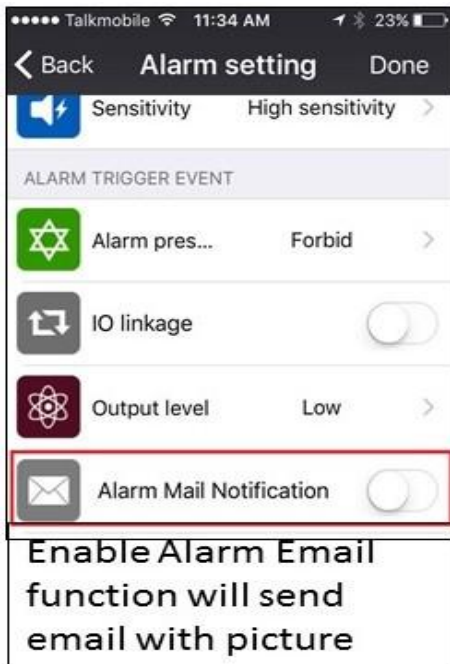 Talkmobile 11:34 AM 23%
Back Alarm setting Done
Sensitivity High sensitivity
ALARM TRIGGER EVENT
Alarm pres... Forbid
IO linkage
Output level Low
Alarm Mail Notification
Enable Alarm Email
function will send
email with picture